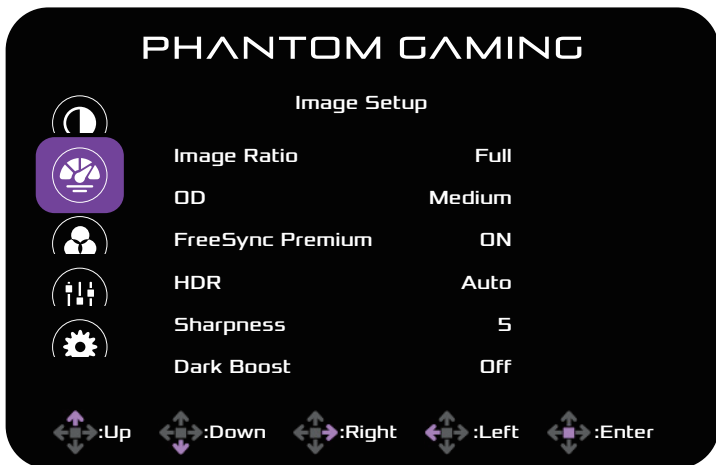 PHANTOM GAMING
Image Setup
Image Ratio Full
OD Medium
FreeSync Premium ON
HDR Auto
Sharpness 5
Dark Boost Off
:Up :Down :Right :Left :Enter